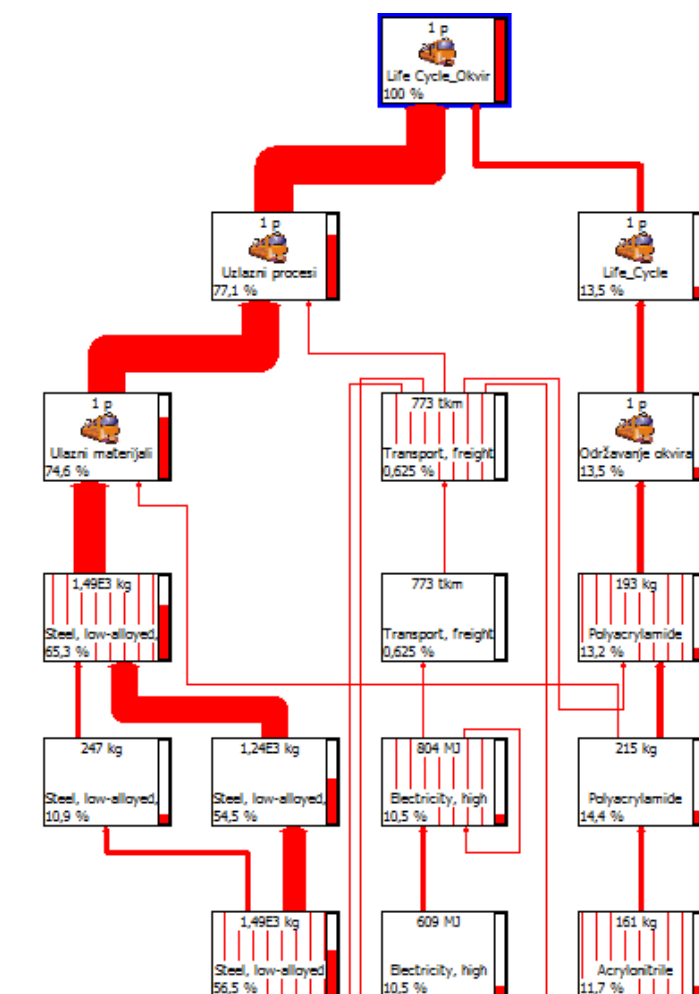 1 p
Life Cycle_Okvir
100 %
1 p
Uzlazni procesi
77,1 %
1 p
Life_Cycle
13,5 %
1 p
Ulazni materijali
74,6 %
773 tkm
Transport, freight
0,625 %
1 p
Održavanje okvira
13,5 %
1,49E3 kg
Steel, low-alloyed,
65,3 %
773 tkm
Transport, freight
0,625 %
193 kg
Polyacrylamide
13,2 %
247 kg
Steel, low-alloyed,
10,9 %
1,24E3 kg
Steel, low-alloyed,
54,5 %
804 MJ
Electricity, high
10,5 %
215 kg
Polyacrylamide
14,4 %
1,49E3 kg
Steel, low-alloyed
56,5 %
609 MJ
Electricity, high
10,5 %
161 kg
Acrylonitrile
11,7 %